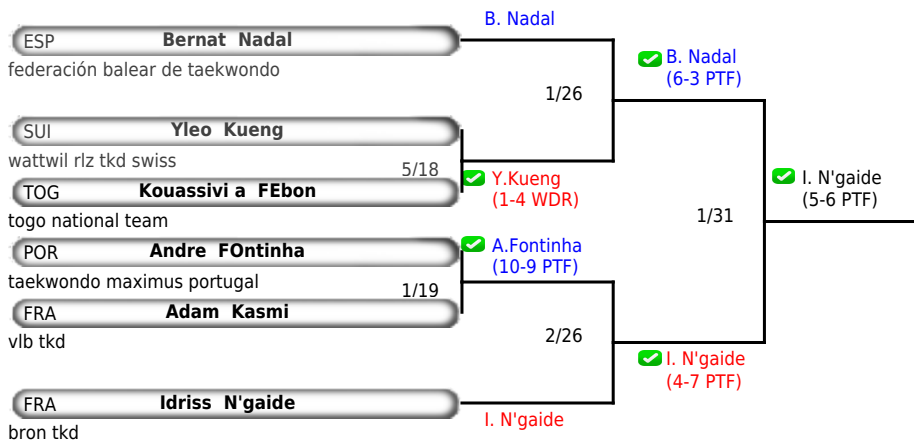 B. Nadal
ESP Bernat Nadal
federación balear de taekwondo
B. Nadal
(6-3 PTF)
1/26
SUI Yleo Kueng
wattwil rlz tkd swiss
5/18
Y.Kueng
(1-4 WDR)
TOG Kouassivi a FEbon
togo national team
I. N'gaide
(5-6 PTF)
1/31
POR Andre FOntinha
taekwondo maximus portugal
A.Fontinha
(10-9 PTF)
1/19
FRA Adam Kasmi
vlb tkd
2/26
I. N'gaide
(4-7 PTF)
FRA Idriss N'gaide
bron tkd
I. N'gaide